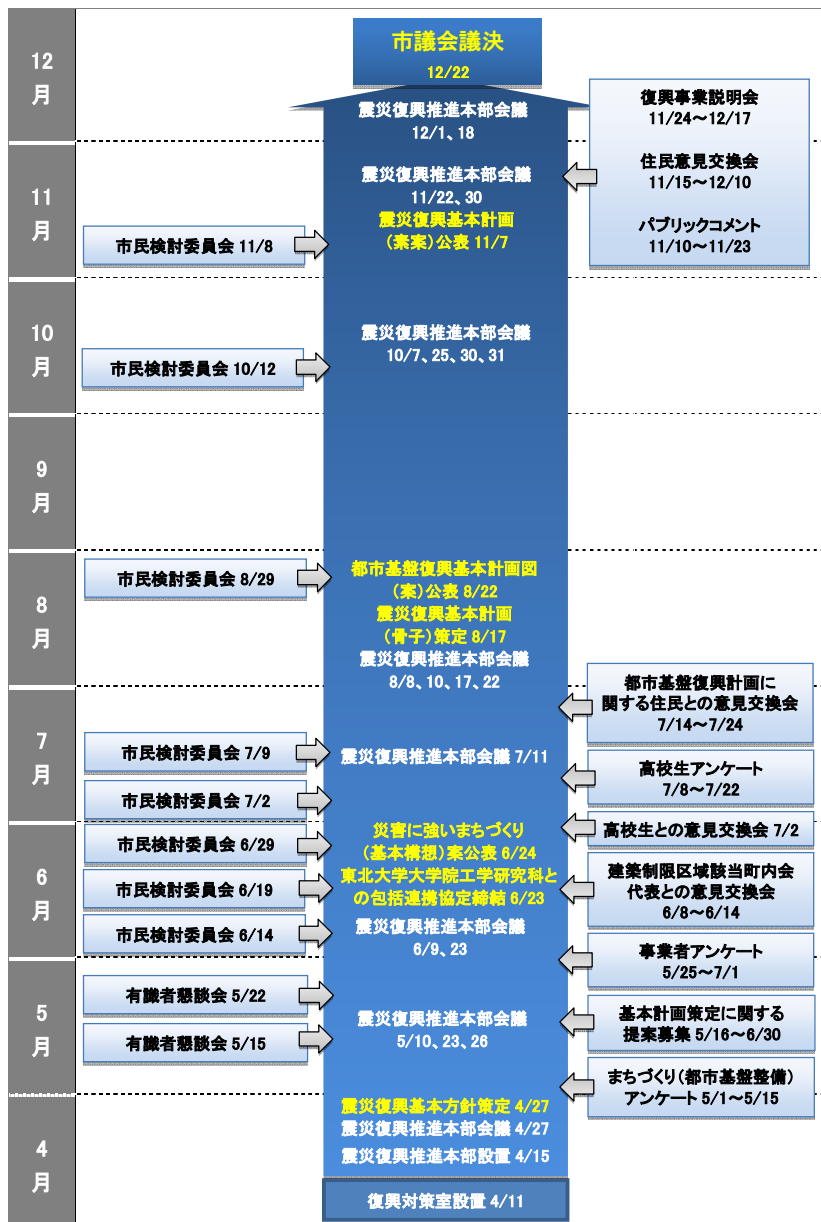 12
月
市議会議決
12/22
震災復興推進本部会議
12/1、18
復興事業説明会
11/24～12/17
住民意見交換会
11/15～12/10
パブリックコメント
11/10～11/23
11
月
震災復興推進本部会議
11/22、30
震災復興基本計画
（素案）公表 11/7
市民検討委員会 11/8
10
月
震災復興推進本部会議
10/7、25、30、31
市民検討委員会 10/12
9
月
8
月
市民検討委員会 8/29
都市基盤復興基本計画図
（案）公表 8/22
震災復興基本計画
（骨子）策定 8/17
震災復興推進本部会議
8/8、10、17、22
都市基盤復興計画に
関する住民との意見交換会
7/14～7/24
7
月
市民検討委員会 7/9
震災復興推進本部会議 7/11
高校生アンケート
7/8～7/22
市民検討委員会 7/2
高校生との意見交換会 7/2
6
月
市民検討委員会 6/29
災害に強いまちづくり
（基本構想）案公表 6/24
市民検討委員会 6/19
東北大学大学院工学研究科と
の包括連携協定締結 6/23
建築制限区域該当町内会
代表との意見交換会
6/8～6/14
市民検討委員会 6/14
震災復興推進本部会議
6/9、23
事業者アンケート
5/25～7/1
5
月
有識者懇談会 5/22
有識者懇談会 5/15
震災復興推進本部会議
5/10、23、26
基本計画策定に関する
提案募集 5/16～6/30
まちづくり（都市基盤整備）
アンケート 5/1～5/15
4
月
震災復興基本方針策定 4/27
震災復興推進本部会議 4/27
震災復興推進本部設置 4/15
復興対策室設置 4/11